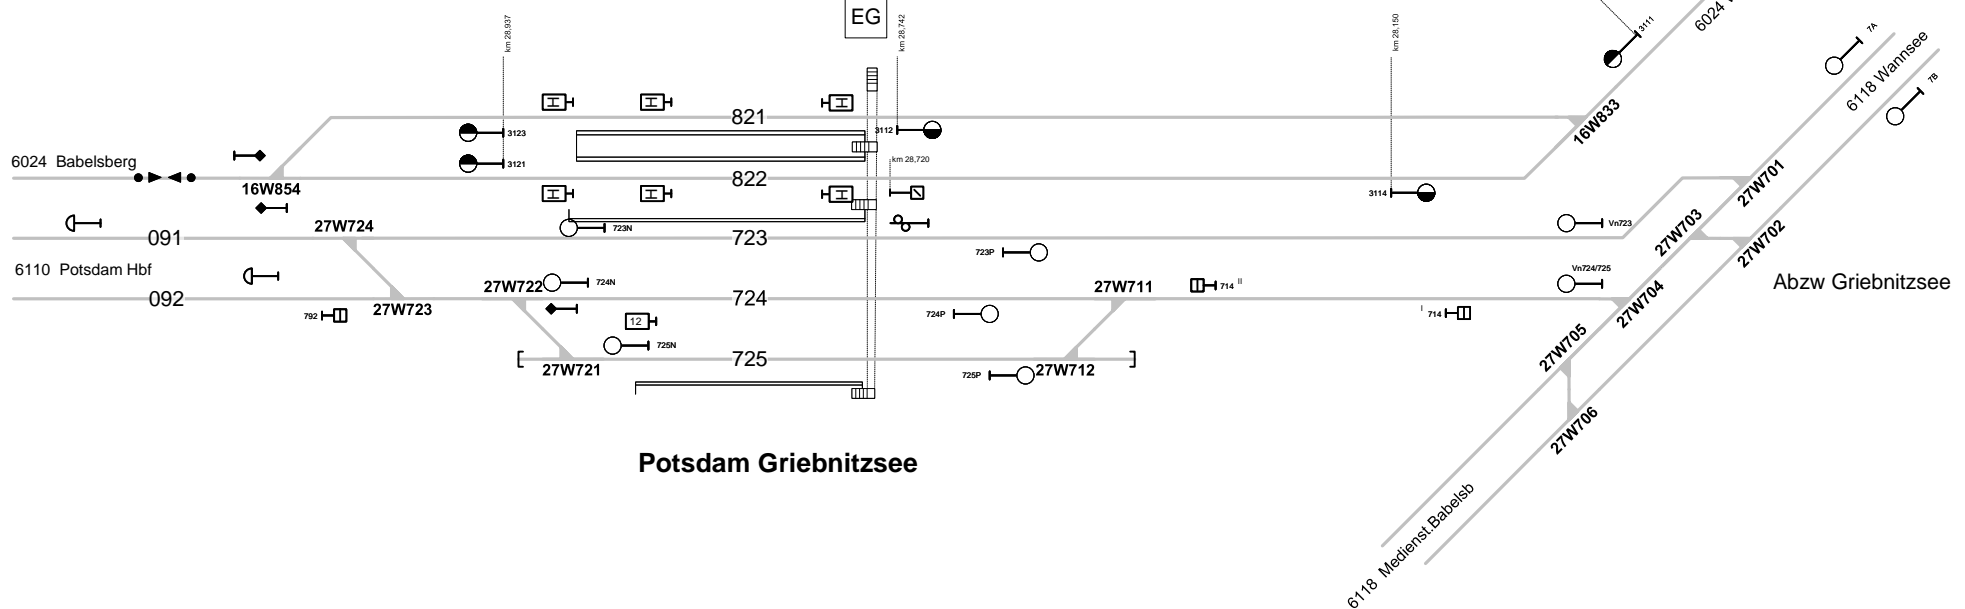 EG
km 28,937
km 28,742
km 28,150
3111
6024
7A
6118 Wannsee
7B
821
3123
3112
16W833
6024 Babelsberg
3121
km 28,720
16W854
822
3114
27W701
27W724
723N
Vn723
27W703
27W702
091
723
723P
6110 Potsdam Hbf
Vn724/725
Abzw Griebnitzsee
27W722
724N
27W711
714 II
092
724
27W704
792
27W723
12
724P
I 714
725N
27W705
725
27W721
27W712
725P
27W706
Potsdam Griebnitzsee
6118 Medienst.Babelsb